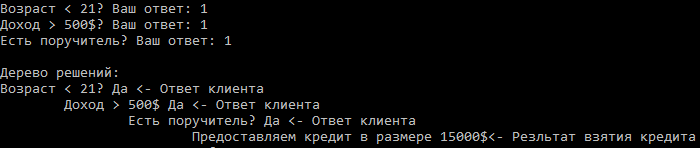 Возраст < 21? Ваш ответ: 1
Доход > 500$? Ваш ответ: 1
Есть поручитель? Ваш ответ: 1
Дерево решений:
Возраст < 21? Да <- Ответ клиента
Доход > 500$ Да <- Ответ клиента
Есть поручитель? Да <- Ответ клиента
Предоставляем кредит в размере 15000$<- Резльтат взятия кредита